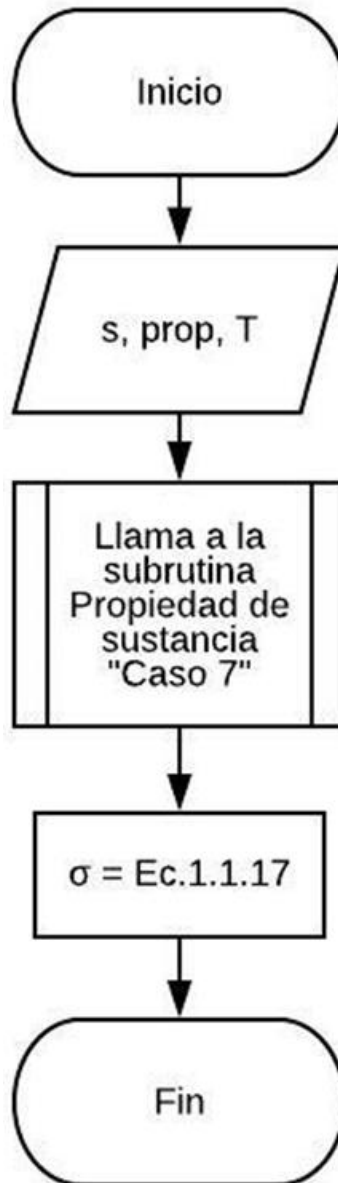 Inicio
s, prop, T
Llama a la
subrutina
Propiedad de
sustancia
"Caso 7"
σ = Ec.1.1.17
Fin